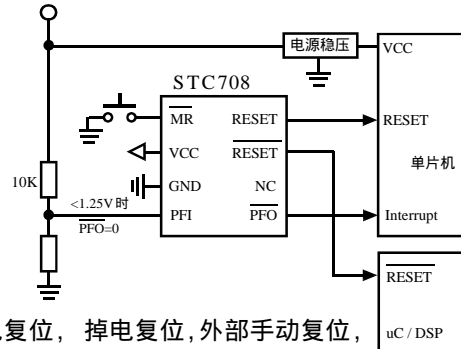 电源稳压
VCC
STC708
MR RESET RESET
VCC RESET 单片机
10K GND NC
<1.25V时 PFI PFO Interrupt
PFO=0
RESET
复位, 掉电复位,外部手动复位, uC / DSP